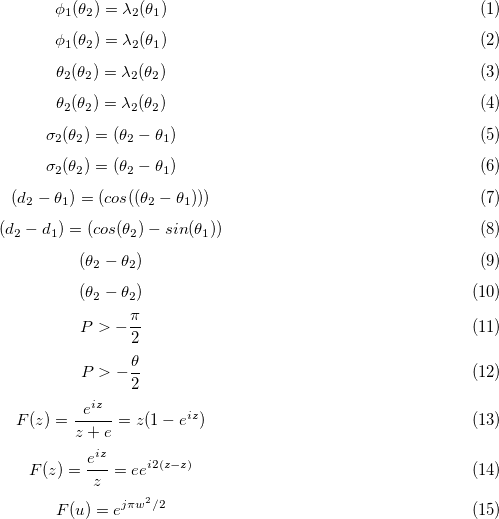 ϕ₁(θ₂) = λ₂(θ₁) (1)
ϕ₁(θ₂) = λ₂(θ₁) (2)
θ₂(θ₂) = λ₂(θ₂) (3)
θ₂(θ₂) = λ₂(θ₂) (4)
σ₂(θ₂) = (θ₂ − θ₁) (5)
σ₂(θ₂) = (θ₂ − θ₁) (6)
(d₂ − θ₁) = (cos((θ₂ − θ₁))) (7)
(d₂ − d₁) = (cos(θ₂) − sin(θ₁)) (8)
(θ₂ − θ₂) (9)
(θ₂ − θ₂) (10)
P > −π/2 (11)
P > −θ/2 (12)
F(z) = e^{iz}/(z + e) = z(1 − e^{iz}) (13)
F(z) = e^{iz}/z = ee^{i2(z−z)} (14)
F(u) = e^{jπw²/2} (15)